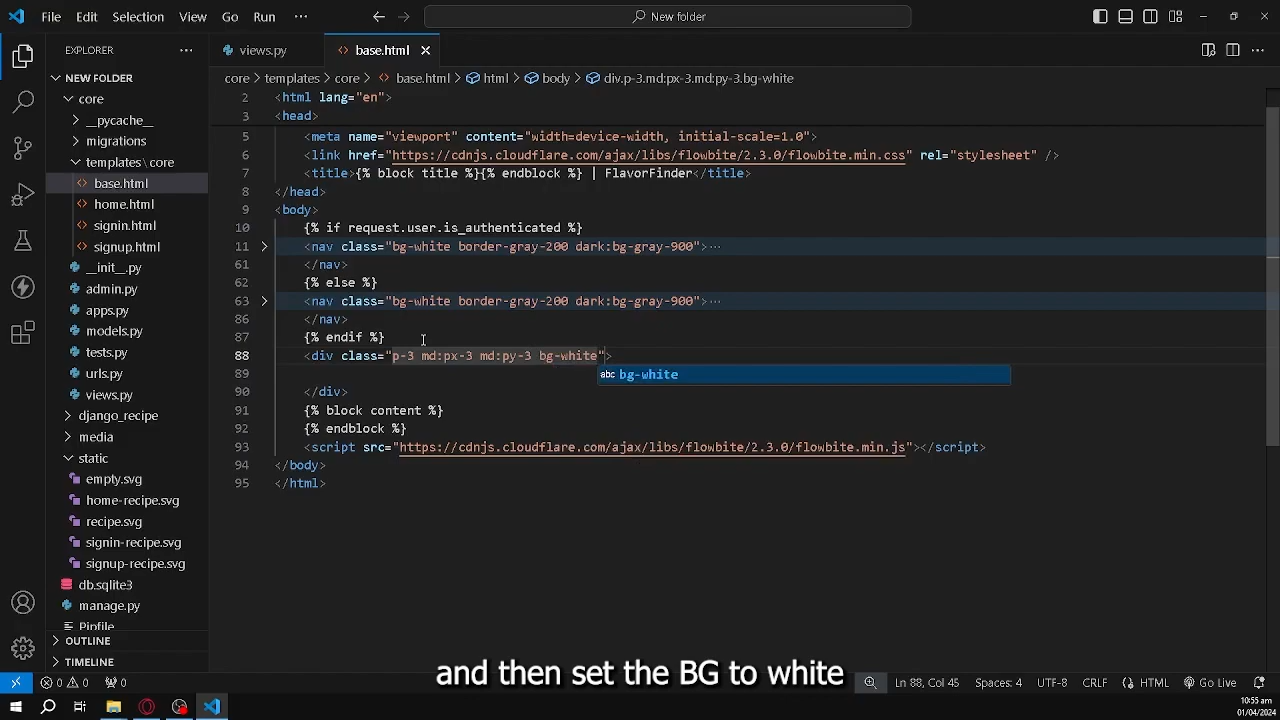 File Edit Selection View Go Run ··· New folder
EXPLORER ···
views.py base.html
NEW FOLDER
core > templates > core > base.html > html > body > div.p-3.md:px-3.md:py-3.bg-white
core
__pycache__
migrations
templates\core
base.html
home.html
signin.html
signup.html
__init__.py
admin.py
apps.py
models.py
tests.py
urls.py
views.py
django_recipe
media
static
empty.svg
home-recipe.svg
recipe.svg
signin-recipe.svg
signup-recipe.svg
db.sqlite3
manage.py
Pipfile
OUTLINE
TIMELINE
2 <html lang="en">
3 <head>
5 <meta name="viewport" content="width=device-width, initial-scale=1.0">
6 <link href="https://cdnjs.cloudflare.com/ajax/libs/flowbite/2.3.0/flowbite.min.css" rel="stylesheet" />
7 <title>{% block title %}{% endblock %} | FlavorFinder</title>
8 </head>
9 <body>
10 {% if request.user.is_authenticated %}
11 <nav class="bg-white border-gray-200 dark:bg-gray-900">···
61 </nav>
62 {% else %}
63 <nav class="bg-white border-gray-200 dark:bg-gray-900">···
86 </nav>
87 {% endif %}
88 <div class="p-3 md:px-3 md:py-3 bg-white">
abc bg-white
89
90 </div>
91 {% block content %}
92 {% endblock %}
93 <script src="https://cdnjs.cloudflare.com/ajax/libs/flowbite/2.3.0/flowbite.min.js"></script>
94 </body>
95 </html>
and then set the BG to white
0 0 0 Ln 88, Col 45 Spaces: 4 UTF-8 CRLF HTML Go Live
10:55 am
01/04/2024